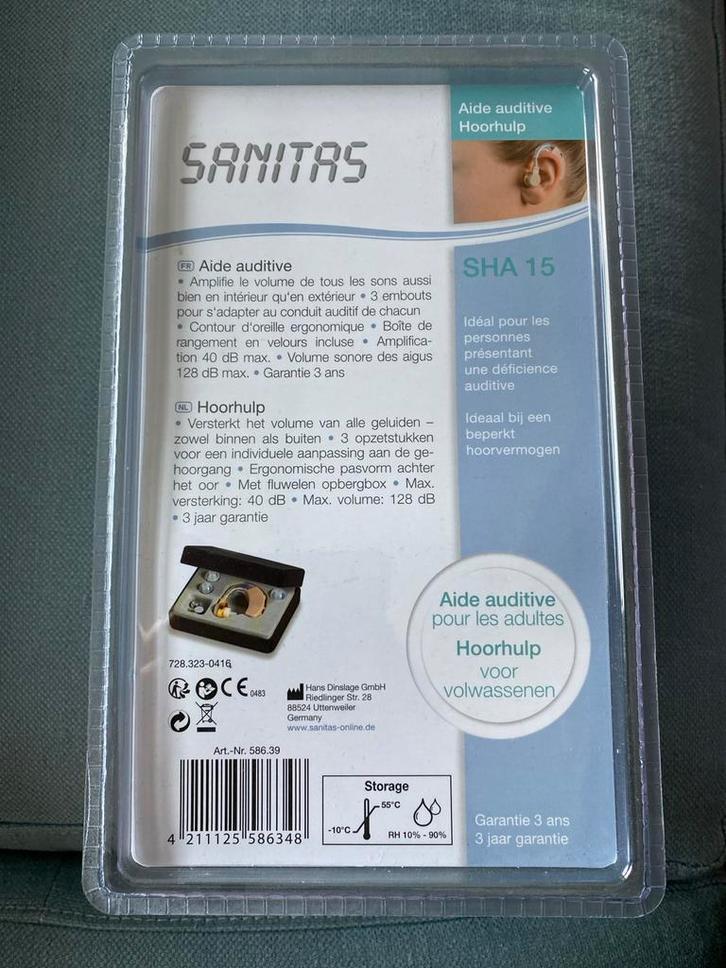 Aide auditive
Hoorhulp
SANITAS
SHA 15
FR Aide auditive
• Amplifie le volume de tous les sons aussi
bien en intérieur qu'en extérieur • 3 embouts
pour s'adapter au conduit auditif de chacun
• Contour d'oreille ergonomique • Boîte de
rangement en velours incluse • Amplifica-
tion 40 dB max. • Volume sonore des aigus
128 dB max. • Garantie 3 ans
NL Hoorhulp
• Versterkt het volume van alle geluiden –
zowel binnen als buiten • 3 opzetstukken
voor een individuele aanpassing aan de ge-
hoorgang • Ergonomische pasvorm achter
het oor • Met fluwelen opbergbox • Max.
versterking: 40 dB • Max. volume: 128 dB
• 3 jaar garantie
Idéal pour les
personnes
présentant
une déficience
auditive
Ideaal bij een
beperkt
hoorvermogen
Aide auditive
pour les adultes
Hoorhulp
voor
volwassenen
728.323-0416
CE 0483
Hans Dinslage GmbH
Riedlinger Str. 28
88524 Uttenweiler
Germany
www.sanitas-online.de
Art.-Nr. 586.39
4 211125 586348
Storage
55°C
-10°C
RH 10% - 90%
Garantie 3 ans
3 jaar garantie